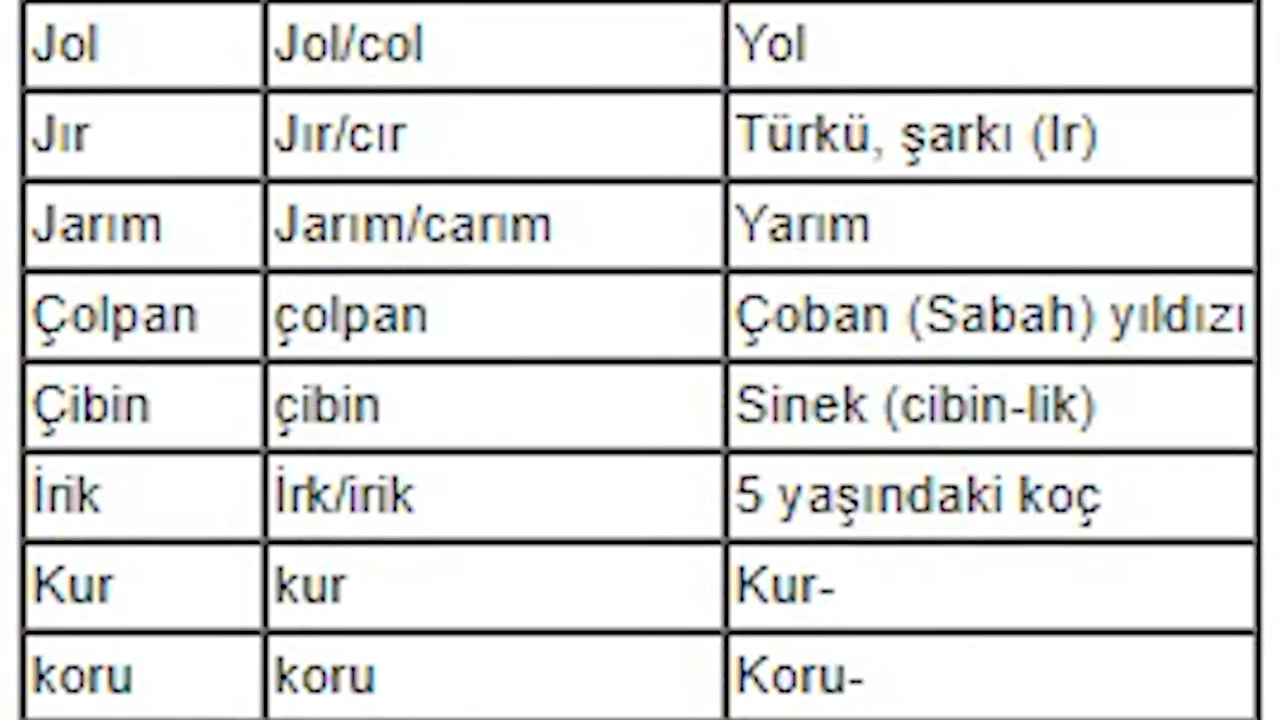 Jol Jol/col Yol
Jır Jır/cır Türkü, şarkı (Ir)
Jarım Jarım/carım Yarım
Çolpan çolpan Çoban (Sabah) yıldızı
Çibin çibin Sinek (cibin-lik)
İrik İrk/irik 5 yaşındaki koç
Kur kur Kur-
koru koru Koru-